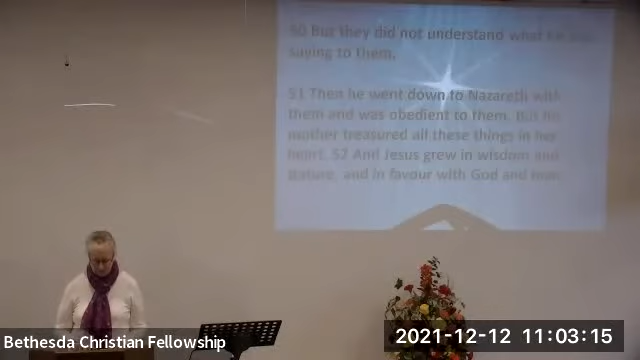 50 But they did not understand what he was
saying to them.
51 Then he went down to Nazareth with
them and was obedient to them. But his
mother treasured all these things in her
heart. 52 And Jesus grew in wisdom and
stature, and in favour with God and man
Bethesda Christian Fellowship
2021-12-12 11:03:15